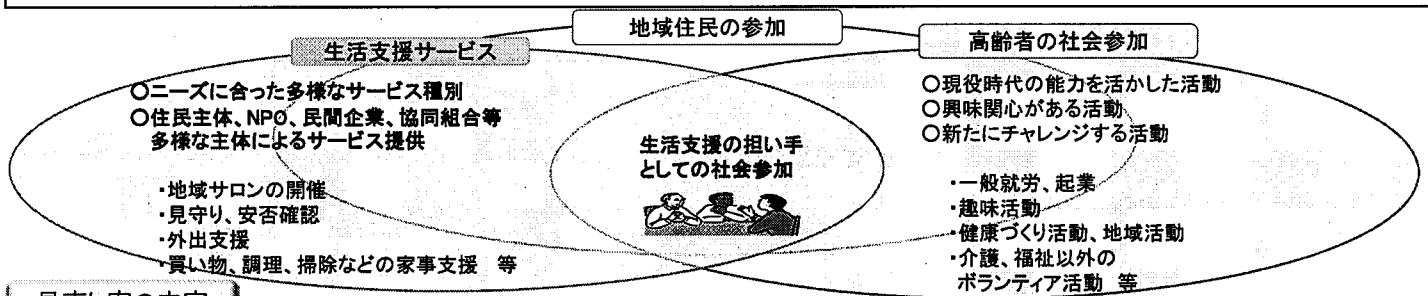 地域住民の参加
生活支援サービス
○ニーズに合った多様なサービス種別
○住民主体、NPO、民間企業、協同組合等
多様な主体によるサービス提供
・地域サロンの開催
・見守り、安否確認
・外出支援
・買い物、調理、掃除などの家事支援 等
生活支援の担い手
としての社会参加
高齢者の社会参加
○現役時代の能力を活かした活動
○興味関心がある活動
○新たにチャレンジする活動
・一般就労、起業
・趣味活動
・健康づくり活動、地域活動
・介護、福祉以外の
ボランティア活動 等